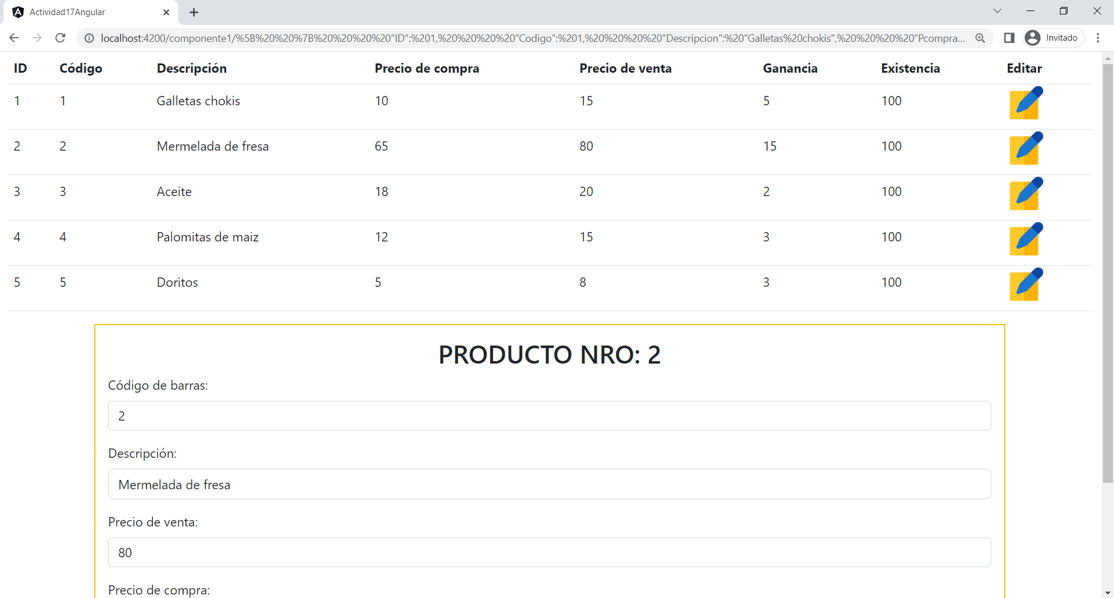 Actividad17Angular
localhost:4200/componente1/%5B%20%20%7B%20%20%20%20"ID":%201,%20%20%20%20"Codigo":%201,%20%20%20%20"Descripcion":%20"Galletas%20chokis",%20%20%20%20"Pcompra... Invitado
ID Código Descripción Precio de compra Precio de venta Ganancia Existencia Editar
1 1 Galletas chokis 10 15 5 100
2 2 Mermelada de fresa 65 80 15 100
3 3 Aceite 18 20 2 100
4 4 Palomitas de maiz 12 15 3 100
5 5 Doritos 5 8 3 100
PRODUCTO NRO: 2
Código de barras:
2
Descripción:
Mermelada de fresa
Precio de venta:
80
Precio de compra: